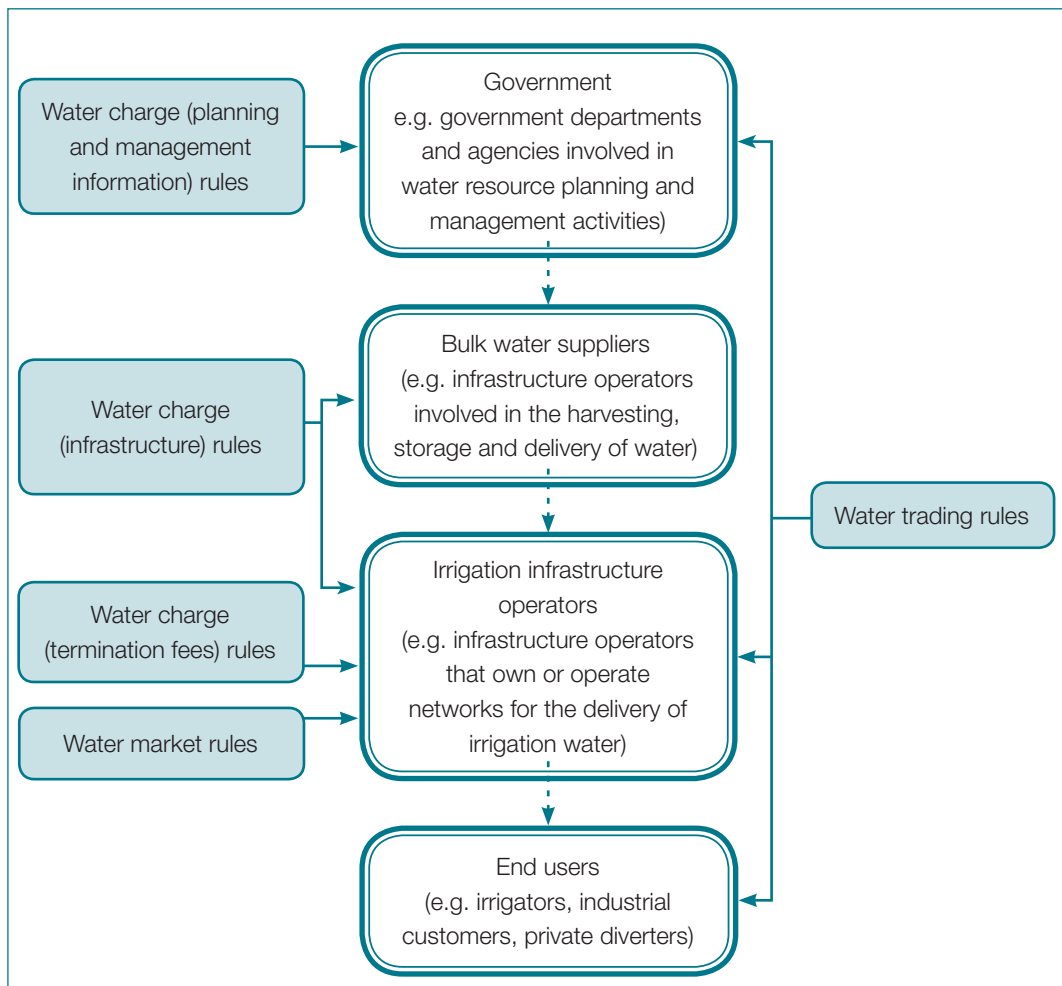 Government
e.g. government departments
and agencies involved in
water resource planning and
management activities)
Water charge (planning
and management
information) rules
Bulk water suppliers
(e.g. infrastructure operators
involved in the harvesting,
storage and delivery of water)
Water charge
(infrastructure) rules
Water trading rules
Irrigation infrastructure
operators
(e.g. infrastructure operators
that own or operate
networks for the delivery of
irrigation water)
Water charge
(termination fees) rules
Water market rules
End users
(e.g. irrigators, industrial
customers, private diverters)